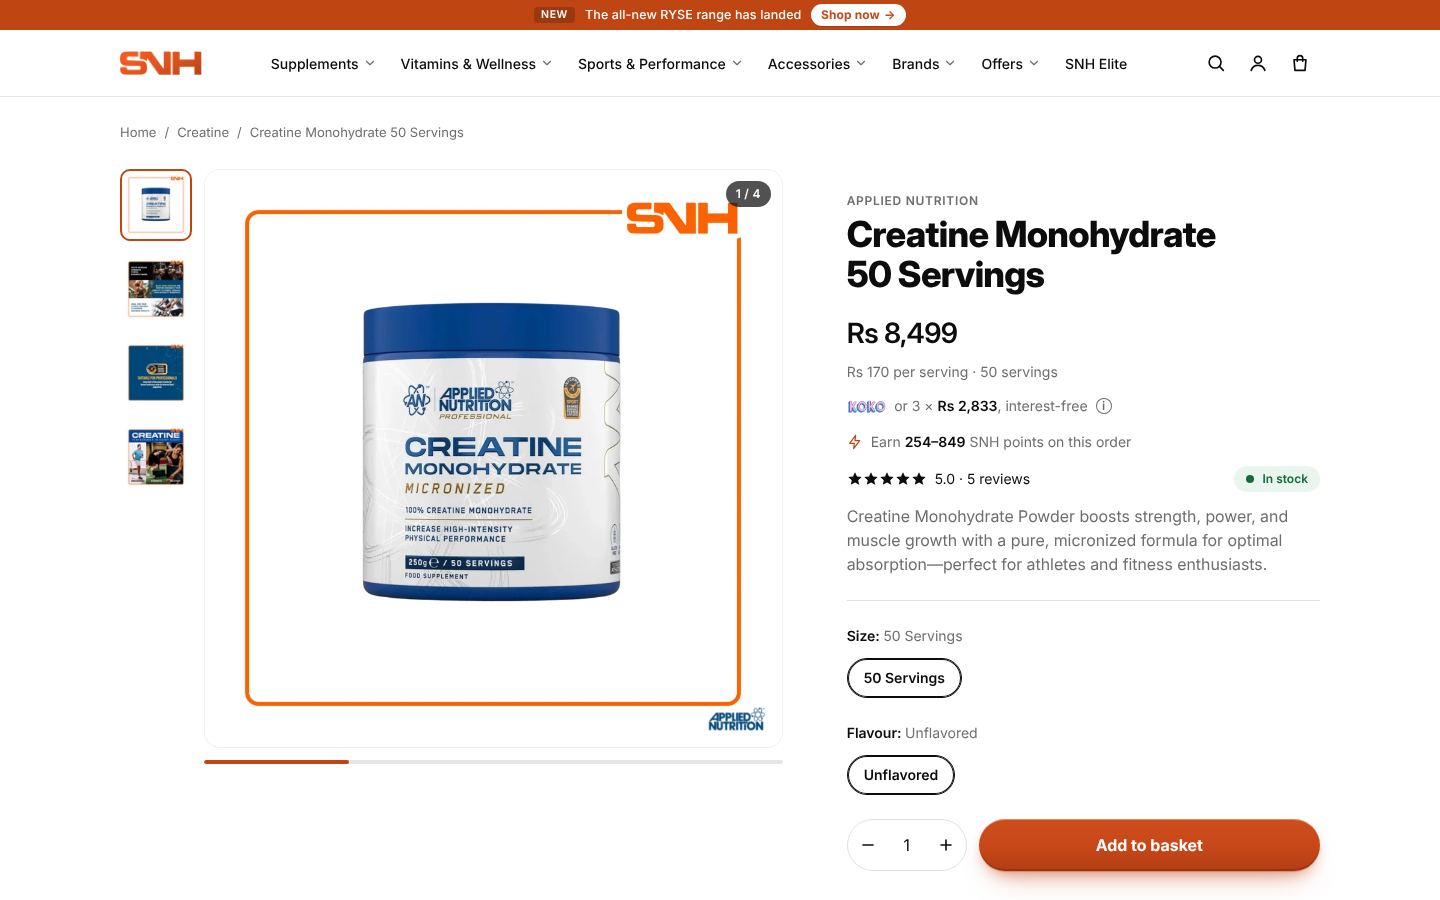 NEW The all-new RYSE range has landed Shop now →
SNH
Supplements Vitamins & Wellness Sports & Performance Accessories Brands Offers SNH Elite
Home / Creatine / Creatine Monohydrate 50 Servings
1 / 4
SNH
APPLIED NUTRITION
PROFESSIONAL
CREATINE
MONOHYDRATE
MICRONIZED
100% CREATINE MONOHYDRATE
INCREASE HIGH-INTENSITY
PHYSICAL PERFORMANCE
250g ℮ / 50 SERVINGS
FOOD SUPPLEMENT
APPLIED NUTRITION
CREATINE
APPLIED NUTRITION
Creatine Monohydrate
50 Servings
Rs 8,499
Rs 170 per serving · 50 servings
KOKO or 3 × Rs 2,833, interest-free
Earn 254–849 SNH points on this order
5.0 · 5 reviews
In stock
Creatine Monohydrate Powder boosts strength, power, and
muscle growth with a pure, micronized formula for optimal
absorption—perfect for athletes and fitness enthusiasts.
Size: 50 Servings
50 Servings
Flavour: Unflavored
Unflavored
− 1 +
Add to basket